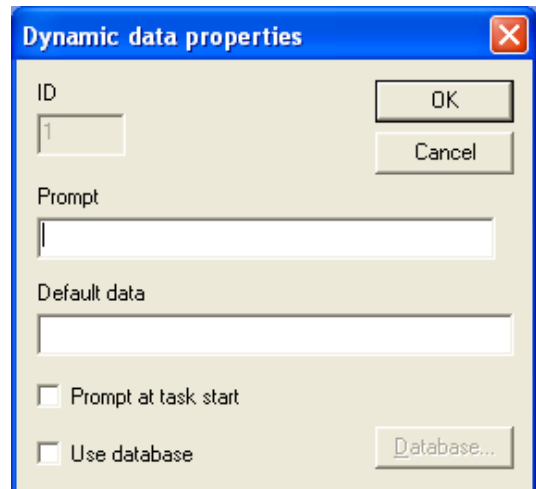 Dynamic data properties
ID
OK
1
Cancel
Prompt
Default data
Prompt at task start
Use database
Database...